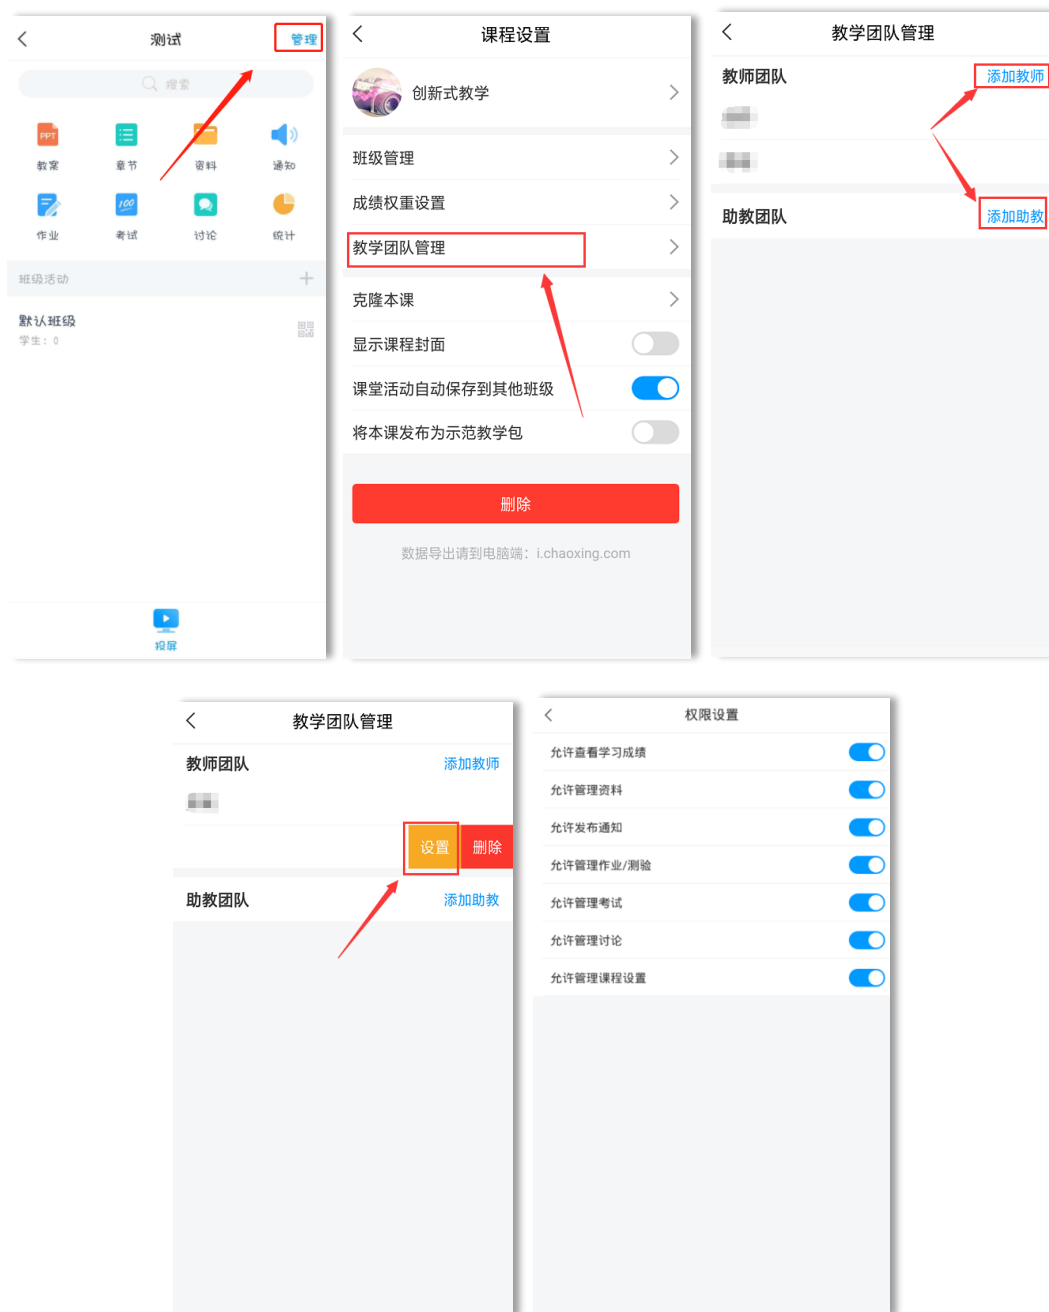 测试
管理
搜索
PPT
教案
章节
资料
通知
100
作业
考试
讨论
统计
班级活动
默认班级
学生：0
投屏
课程设置
创新式教学
班级管理
成绩权重设置
教学团队管理
克隆本课
显示课程封面
课堂活动自动保存到其他班级
将本课发布为示范教学包
删除
数据导出请到电脑端：i.chaoxing.com
教学团队管理
教师团队
添加教师
助教团队
添加助教
教学团队管理
教师团队
添加教师
设置
删除
助教团队
添加助教
权限设置
允许查看学习成绩
允许管理资料
允许发布通知
允许管理作业/测验
允许管理考试
允许管理讨论
允许管理课程设置